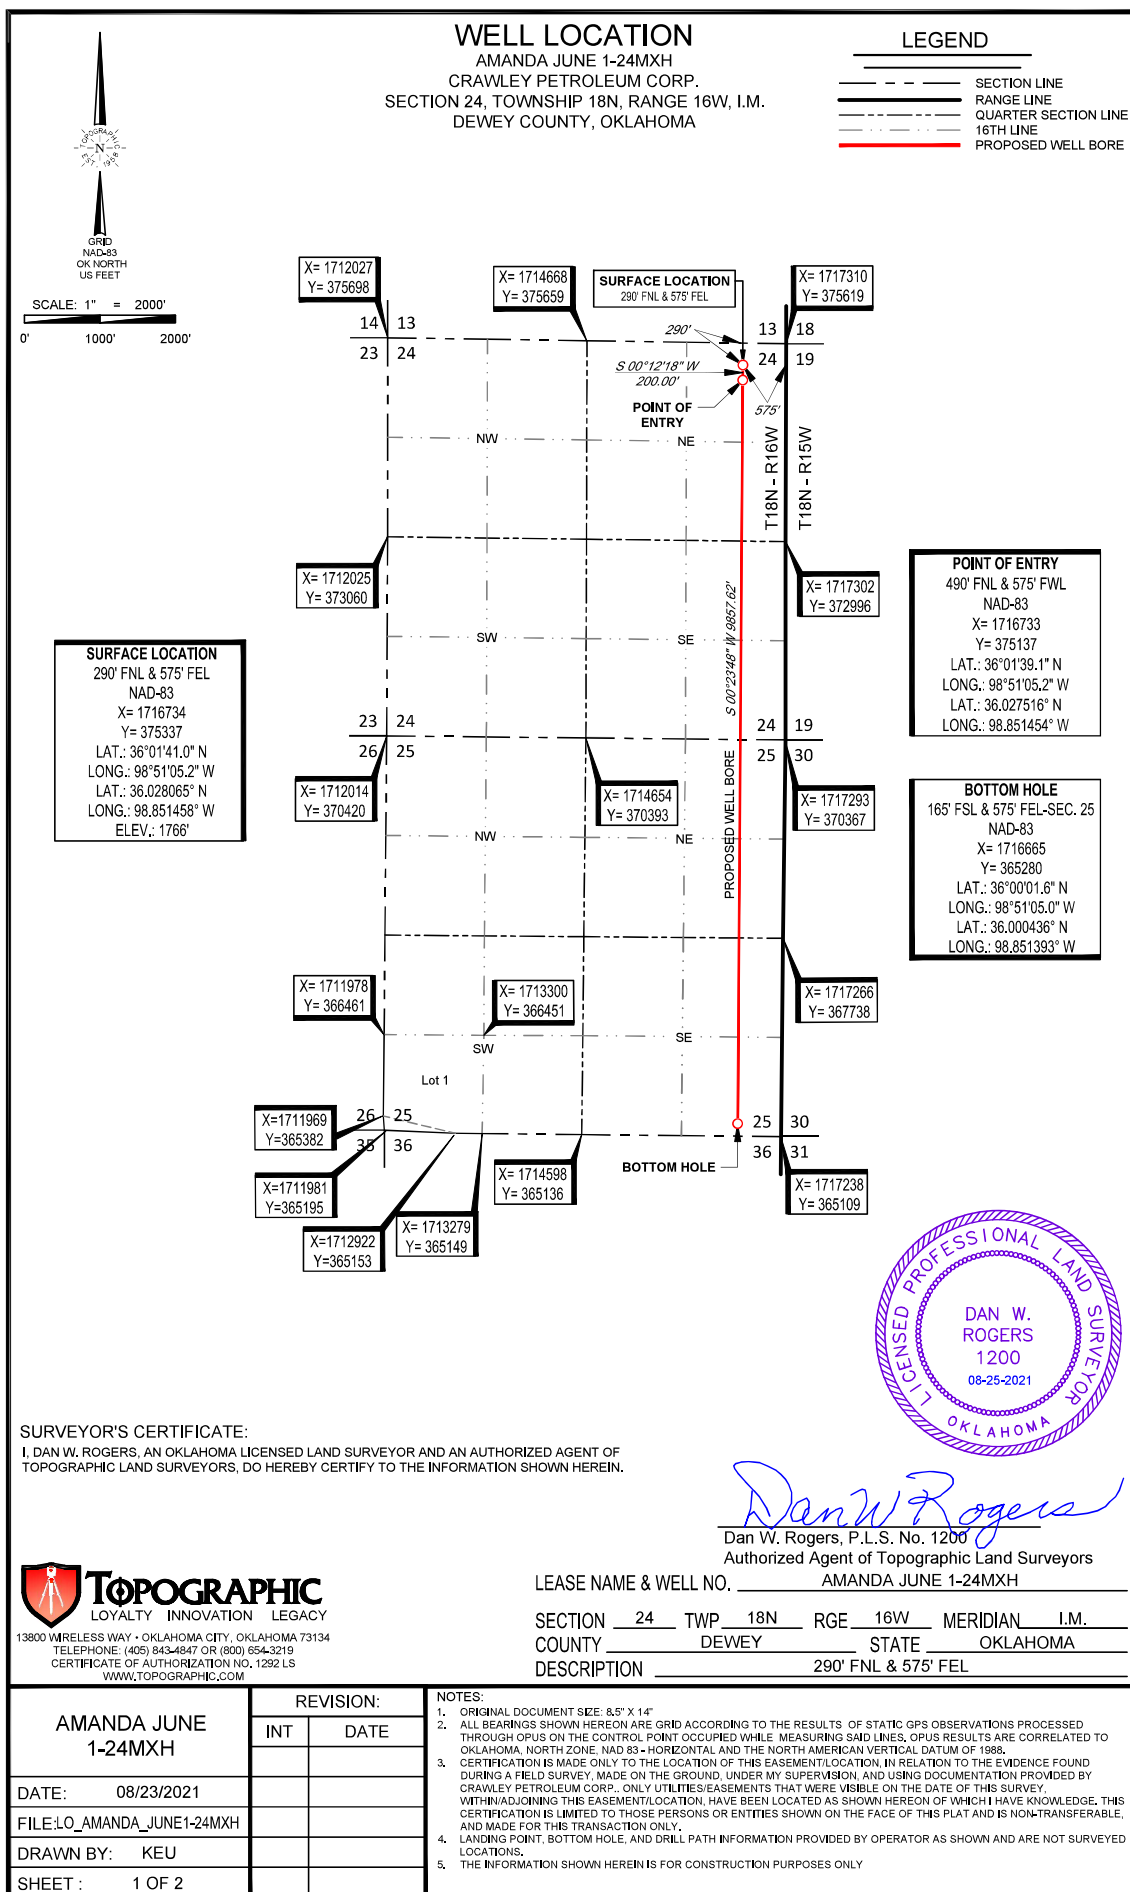 WELL LOCATION
AMANDA JUNE 1-24MXH
CRAWLEY PETROLEUM CORP.
SECTION 24, TOWNSHIP 18N, RANGE 16W, I.M.
DEWEY COUNTY, OKLAHOMA
LEGEND
SECTION LINE
RANGE LINE
QUARTER SECTION LINE
16TH LINE
PROPOSED WELL BORE
TOPOGRAPHIC
N
EST. 1958
GRID
NAD-83
OK NORTH
US FEET
SCALE: 1" = 2000'
0' 1000' 2000'
X= 1712027
Y= 375698
X= 1714668
Y= 375659
SURFACE LOCATION
290' FNL & 575' FEL
X= 1717310
Y= 375619
14 13
23 24
290'
13 18
24 19
S 00°12'18" W
200.00'
575'
POINT OF
ENTRY
NW
NE
T18N - R16W
T18N - R15W
X= 1712025
Y= 373060
X= 1717302
Y= 372996
POINT OF ENTRY
490' FNL & 575' FWL
NAD-83
X= 1716733
Y= 375137
LAT.: 36°01'39.1" N
LONG.: 98°51'05.2" W
LAT.: 36.027516° N
LONG.: 98.851454° W
SW
SE
S 00°23'48" W 9857.62'
SURFACE LOCATION
290' FNL & 575' FEL
NAD-83
X= 1716734
Y= 375337
LAT.: 36°01'41.0" N
LONG.: 98°51'05.2" W
LAT.: 36.028065° N
LONG.: 98.851458° W
ELEV.: 1766'
23 24
26 25
24 19
25 30
X= 1712014
Y= 370420
X= 1714654
Y= 370393
X= 1717293
Y= 370367
PROPOSED WELL BORE
NW
NE
BOTTOM HOLE
165' FSL & 575' FEL-SEC. 25
NAD-83
X= 1716665
Y= 365280
LAT.: 36°00'01.6" N
LONG.: 98°51'05.0" W
LAT.: 36.000436° N
LONG.: 98.851393° W
X= 1711978
Y= 366461
X= 1713300
Y= 366451
X= 1717266
Y= 367738
SW
SE
Lot 1
X=1711969
Y=365382
26 25
35 36
25 30
36 31
BOTTOM HOLE
X=1711981
Y=365195
X= 1714598
Y= 365136
X= 1717238
Y= 365109
X=1712922
Y=365153
X= 1713279
Y= 365149
LICENSED PROFESSIONAL LAND SURVEYOR
DAN W.
ROGERS
1200
08-25-2021
OKLAHOMA
SURVEYOR'S CERTIFICATE:
I, DAN W. ROGERS, AN OKLAHOMA LICENSED LAND SURVEYOR AND AN AUTHORIZED AGENT OF
TOPOGRAPHIC LAND SURVEYORS, DO HEREBY CERTIFY TO THE INFORMATION SHOWN HEREIN.
Dan W Rogers
Dan W. Rogers, P.L.S. No. 1200
Authorized Agent of Topographic Land Surveyors
TOPOGRAPHIC
LOYALTY INNOVATION LEGACY
13800 WIRELESS WAY • OKLAHOMA CITY, OKLAHOMA 73134
TELEPHONE: (405) 843-4847 OR (800) 654-3219
CERTIFICATE OF AUTHORIZATION NO. 1292 LS
WWW.TOPOGRAPHIC.COM
LEASE NAME & WELL NO. AMANDA JUNE 1-24MXH
SECTION 24 TWP 18N RGE 16W MERIDIAN I.M.
COUNTY DEWEY STATE OKLAHOMA
DESCRIPTION 290' FNL & 575' FEL
AMANDA JUNE
1-24MXH
DATE: 08/23/2021
FILE:LO_AMANDA_JUNE1-24MXH
DRAWN BY: KEU
SHEET : 1 OF 2
REVISION:
INT DATE
NOTES:
1. ORIGINAL DOCUMENT SIZE: 8.5" X 14"
2. ALL BEARINGS SHOWN HEREON ARE GRID ACCORDING TO THE RESULTS OF STATIC GPS OBSERVATIONS PROCESSED
THROUGH OPUS ON THE CONTROL POINT OCCUPIED WHILE MEASURING SAID LINES. OPUS RESULTS ARE CORRELATED TO
OKLAHOMA, NORTH ZONE, NAD 83 - HORIZONTAL AND THE NORTH AMERICAN VERTICAL DATUM OF 1988.
3. CERTIFICATION IS MADE ONLY TO THE LOCATION OF THIS EASEMENT/LOCATION, IN RELATION TO THE EVIDENCE FOUND
DURING A FIELD SURVEY, MADE ON THE GROUND, UNDER MY SUPERVISION, AND USING DOCUMENTATION PROVIDED BY
CRAWLEY PETROLEUM CORP.. ONLY UTILITIES/EASEMENTS THAT WERE VISIBLE ON THE DATE OF THIS SURVEY,
WITHIN/ADJOINING THIS EASEMENT/LOCATION, HAVE BEEN LOCATED AS SHOWN HEREON OF WHICH I HAVE KNOWLEDGE. THIS
CERTIFICATION IS LIMITED TO THOSE PERSONS OR ENTITIES SHOWN ON THE FACE OF THIS PLAT AND IS NON-TRANSFERABLE,
AND MADE FOR THIS TRANSACTION ONLY.
4. LANDING POINT, BOTTOM HOLE, AND DRILL PATH INFORMATION PROVIDED BY OPERATOR AS SHOWN AND ARE NOT SURVEYED
LOCATIONS.
5. THE INFORMATION SHOWN HEREIN IS FOR CONSTRUCTION PURPOSES ONLY